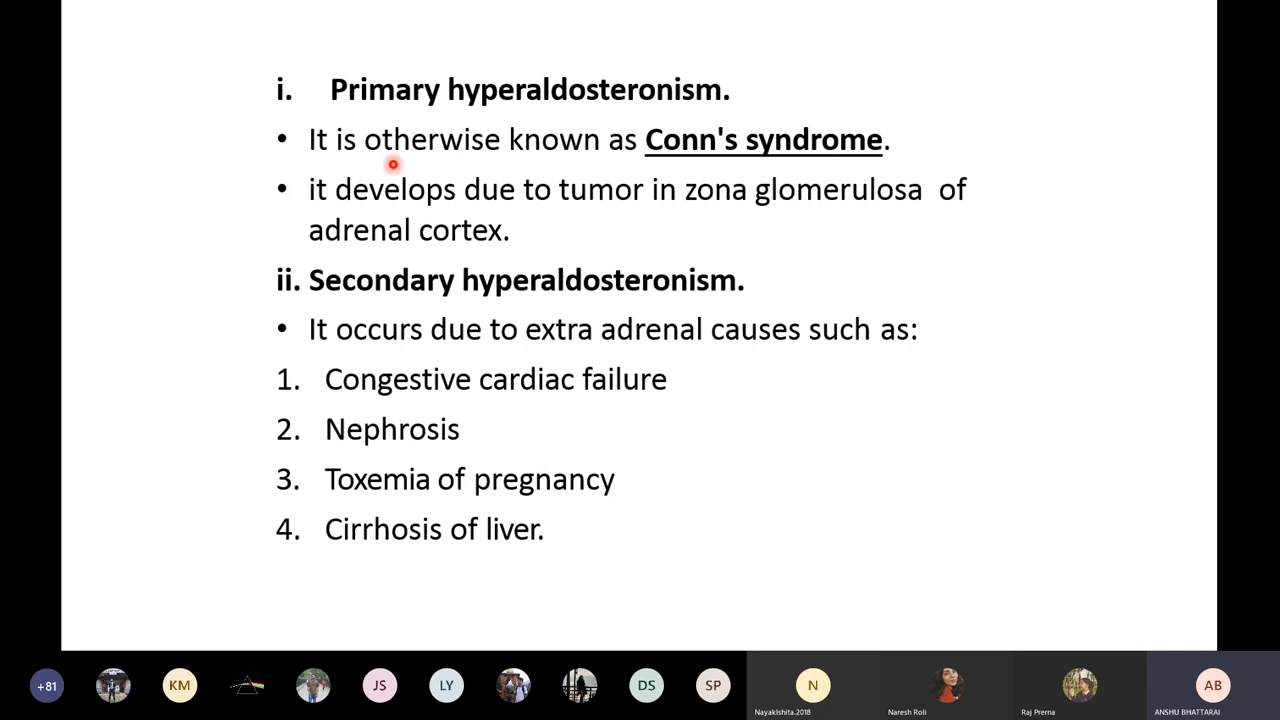 i. Primary hyperaldosteronism.
• It is otherwise known as Conn's syndrome.
• it develops due to tumor in zona glomerulosa of
adrenal cortex.
ii. Secondary hyperaldosteronism.
• It occurs due to extra adrenal causes such as:
1. Congestive cardiac failure
2. Nephrosis
3. Toxemia of pregnancy
4. Cirrhosis of liver.
+81 KM JS LY DS SP N AB
NayakIshita.2018 Naresh Roli Raj Prerna ANSHU BHATTARAI